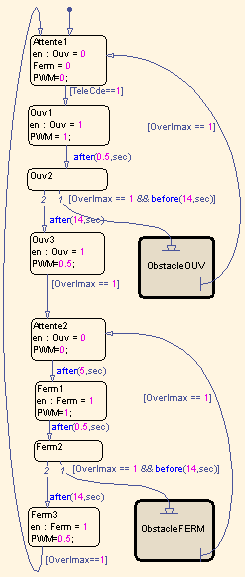 Attente1
en : Ouv = 0
Ferm = 0
PWM=0;
[TeleCde==1]
[OverImax == 1]
Ouv1
en : Ouv = 1
PWM = 1;
after(0.5,sec)
Ouv2
2 1 [OverImax == 1 && before(14,sec)]
after(14,sec)
Ouv3
en : Ouv = 1
PWM=0.5;
ObstacleOUV
[OverImax == 1]
Attente2
en : Ouv = 0
PWM=0;
after(5,sec)
Ferm1
en : Ferm = 1
PWM=1;
[OverImax == 1]
after(0.5,sec)
Ferm2
2 1 [OverImax == 1 && before(14,sec)]
after(14,sec)
Ferm3
en : Ferm = 1
PWM=0.5;
ObstacleFERM
[OverImax==1]